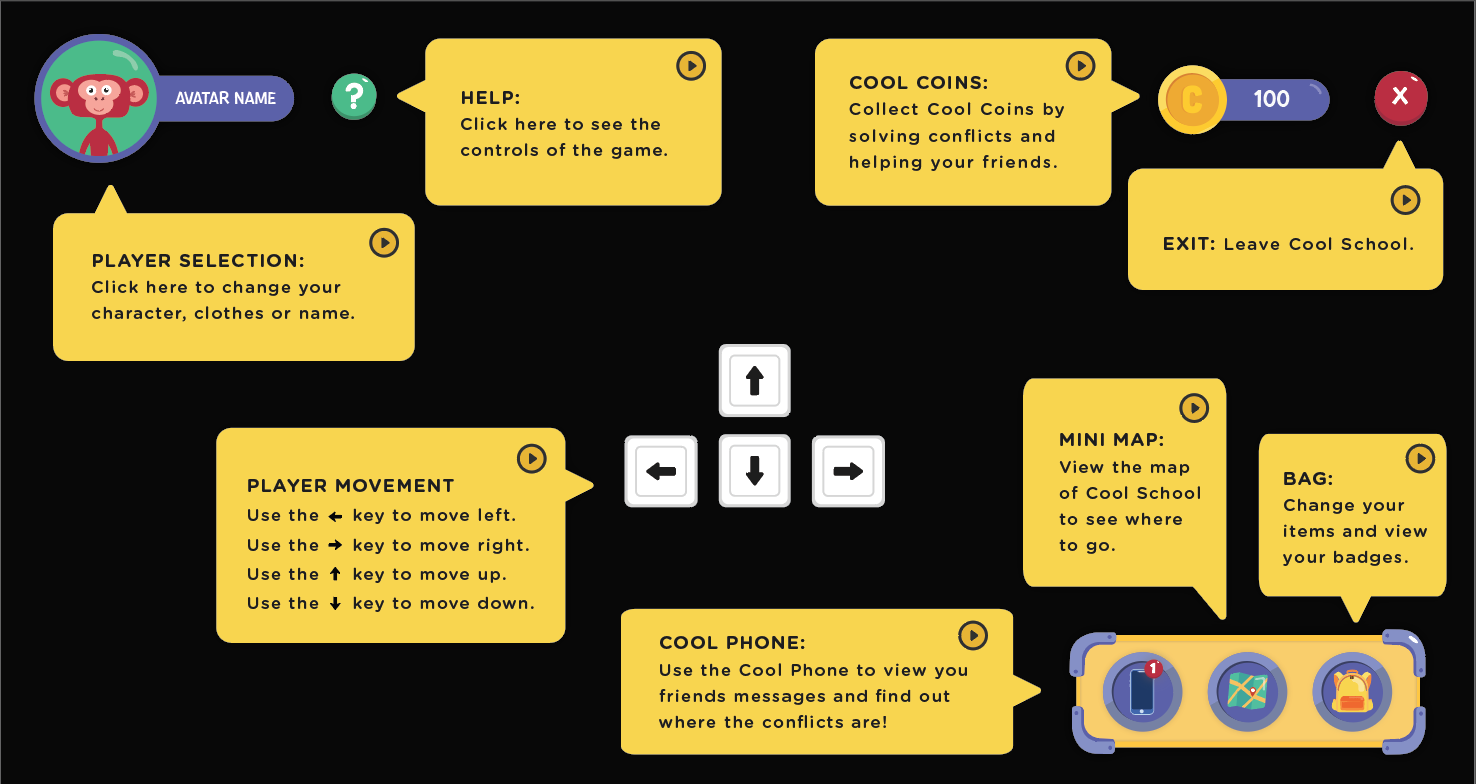 AVATAR NAME
?
HELP:
Click here to see the
controls of the game.
COOL COINS:
Collect Cool Coins by
solving conflicts and
helping your friends.
C
100
X
EXIT: Leave Cool School.
PLAYER SELECTION:
Click here to change your
character, clothes or name.
PLAYER MOVEMENT
Use the ← key to move left.
Use the → key to move right.
Use the ↑ key to move up.
Use the ↓ key to move down.
↑
← ↓ →
MINI MAP:
View the map
of Cool School
to see where
to go.
BAG:
Change your
items and view
your badges.
COOL PHONE:
Use the Cool Phone to view you
friends messages and find out
where the conflicts are!
1